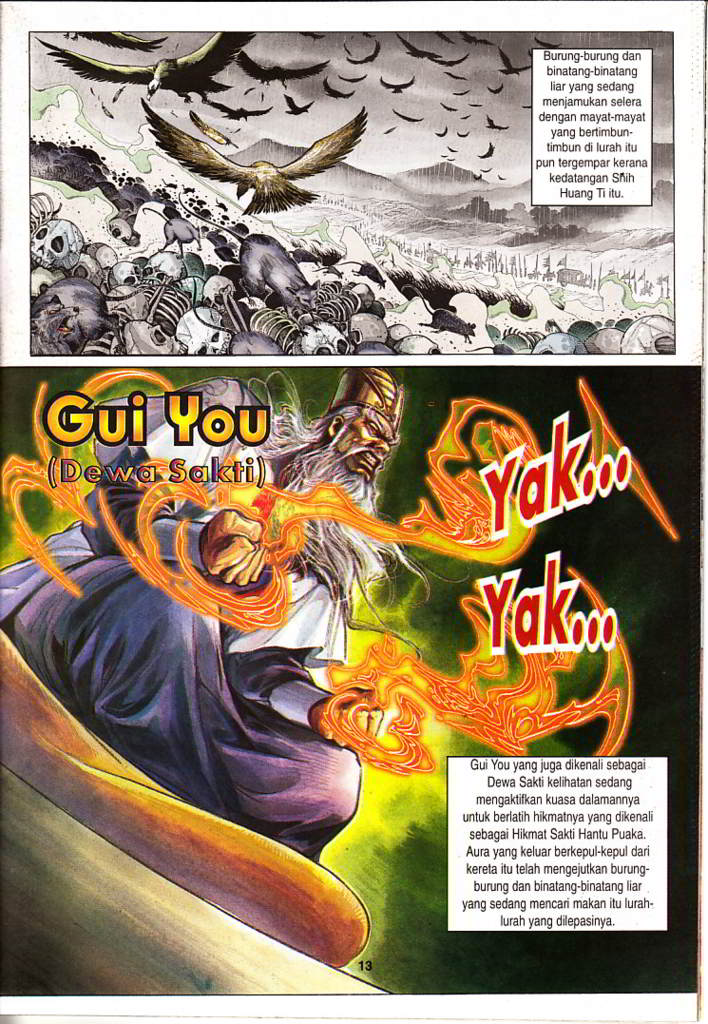 Burung-burung dan
binatang-binatang
liar yang sedang
menjamukan selera
dengan mayat-mayat
yang bertimbun-
timbun di lurah itu
pun tergempar kerana
kedatangan Shih
Huang Ti itu.
Gui You
(Dewa Sakti)
Yak...
Yak...
Gui You yang juga dikenali sebagai
Dewa Sakti kelihatan sedang
mengaktifkan kuasa dalamannya
untuk berlatih hikmatnya yang dikenali
sebagai Hikmat Sakti Hantu Puaka.
Aura yang keluar berkepul-kepul dari
kereta itu telah mengejutkan burung-
burung dan binatang-binatang liar
yang sedang mencari makan itu lurah-
lurah yang dilepasinya.
13